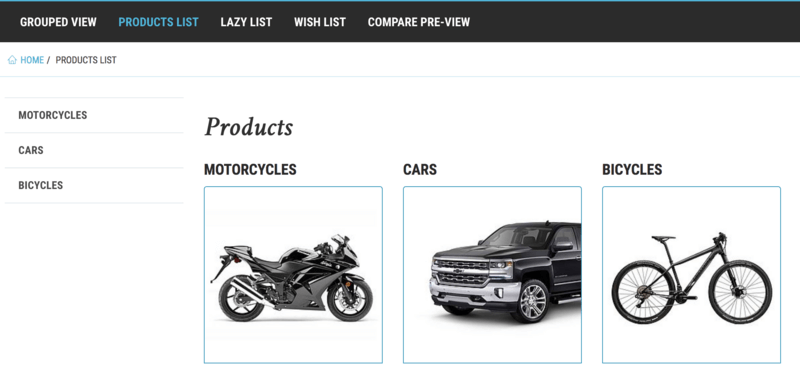 GROUPED VIEW PRODUCTS LIST LAZY LIST WISH LIST COMPARE PRE-VIEW
HOME / PRODUCTS LIST
MOTORCYCLES
CARS
BICYCLES
Products
MOTORCYCLES CARS BICYCLES